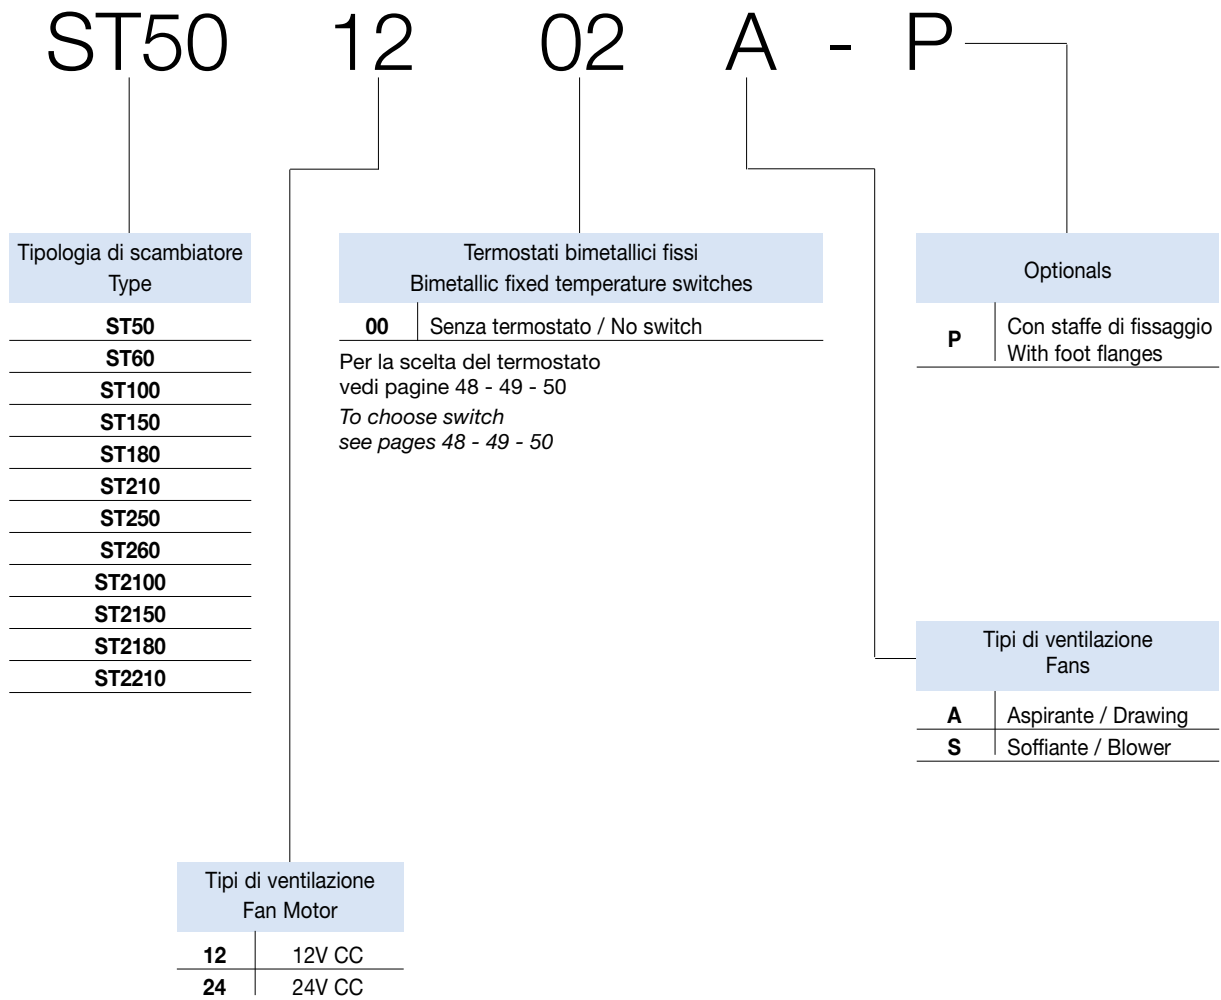 ST50 12 02 A - P
Tipologia di scambiatore
Type
ST50
ST60
ST100
ST150
ST180
ST210
ST250
ST260
ST2100
ST2150
ST2180
ST2210
Termostati bimetallici fissi
Bimetallic fixed temperature switches
00 Senza termostato / No switch
Per la scelta del termostato
vedi pagine 48 - 49 - 50
To choose switch
see pages 48 - 49 - 50
Optionals
P Con staffe di fissaggio
With foot flanges
Tipi di ventilazione
Fans
A Aspirante / Drawing
S Soffiante / Blower
Tipi di ventilazione
Fan Motor
12 12V CC
24 24V CC